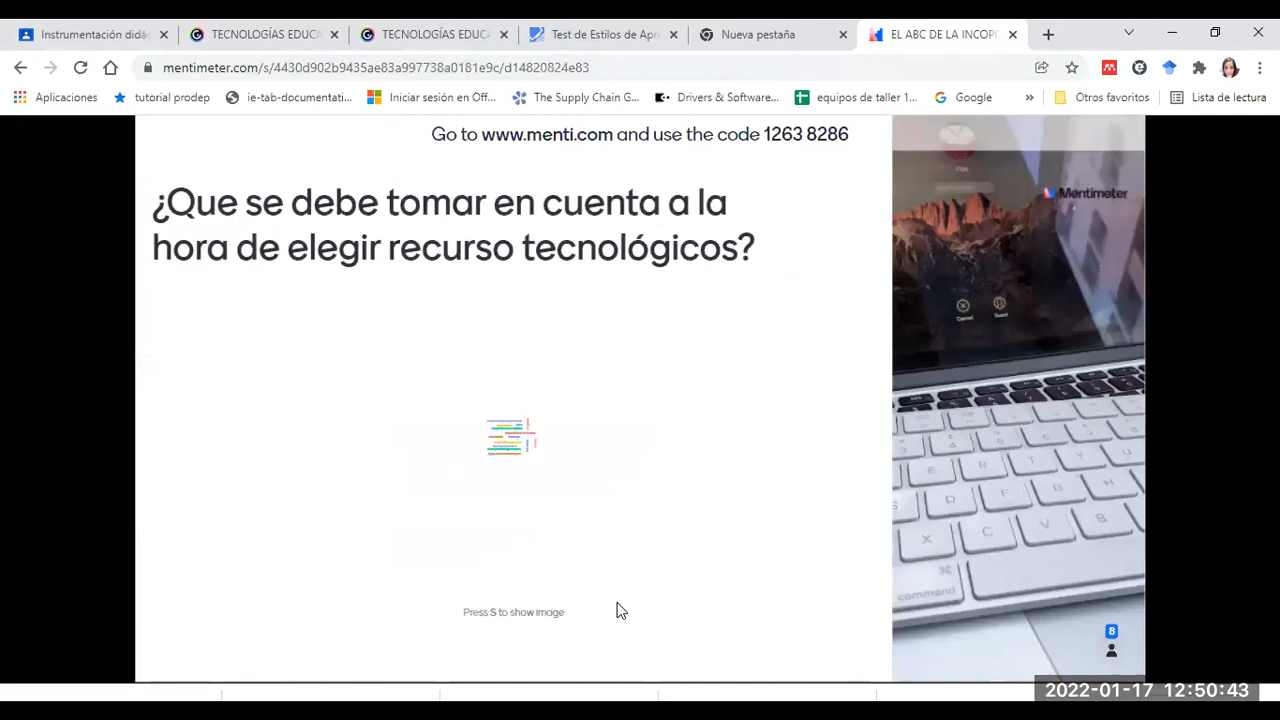 Instrumentación didác
TECNOLOGÍAS EDUCA
TECNOLOGÍAS EDUCA
Test de Estilos de Apr
Nueva pestaña
EL ABC DE LA INCOPO
mentimeter.com/s/4430d902b9435ae83a997738a0181e9c/d14820824e83
Aplicaciones
tutorial prodep
ie-tab-documentati...
Iniciar sesión en Off...
The Supply Chain G...
Drivers & Software...
equipos de taller 1...
Google
»
Otros favoritos
Lista de lectura
Go to www.menti.com and use the code 1263 8286
Mentimeter
¿Que se debe tomar en cuenta a la
hora de elegir recurso tecnológicos?
Cancel
E R T Y U
D F G H
X C V B
command
Press S to show image
8
2022-01-17 12:50:43